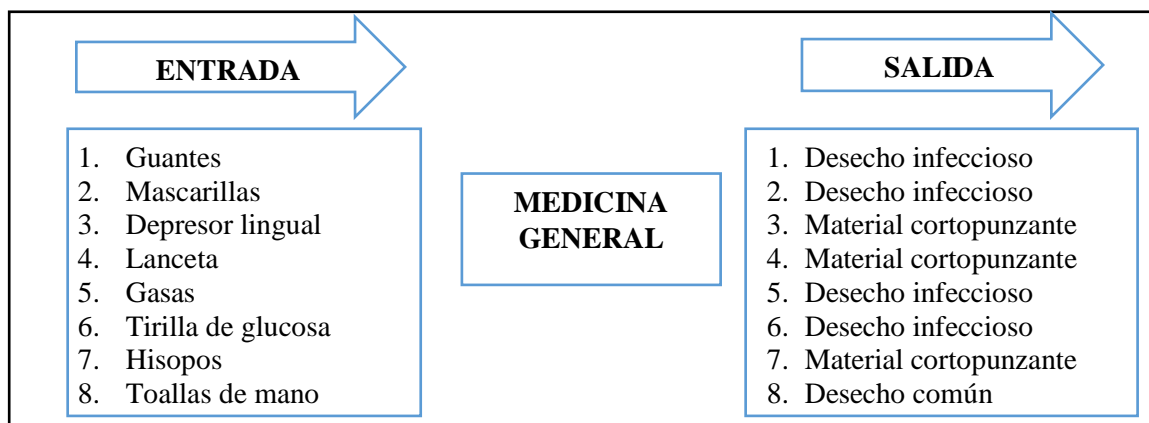 ENTRADA
1. Guantes
2. Mascarillas
3. Depresor lingual
4. Lanceta
5. Gasas
6. Tirilla de glucosa
7. Hisopos
8. Toallas de mano
MEDICINA
GENERAL
SALIDA
1. Desecho infeccioso
2. Desecho infeccioso
3. Material cortopunzante
4. Material cortopunzante
5. Desecho infeccioso
6. Desecho infeccioso
7. Material cortopunzante
8. Desecho común